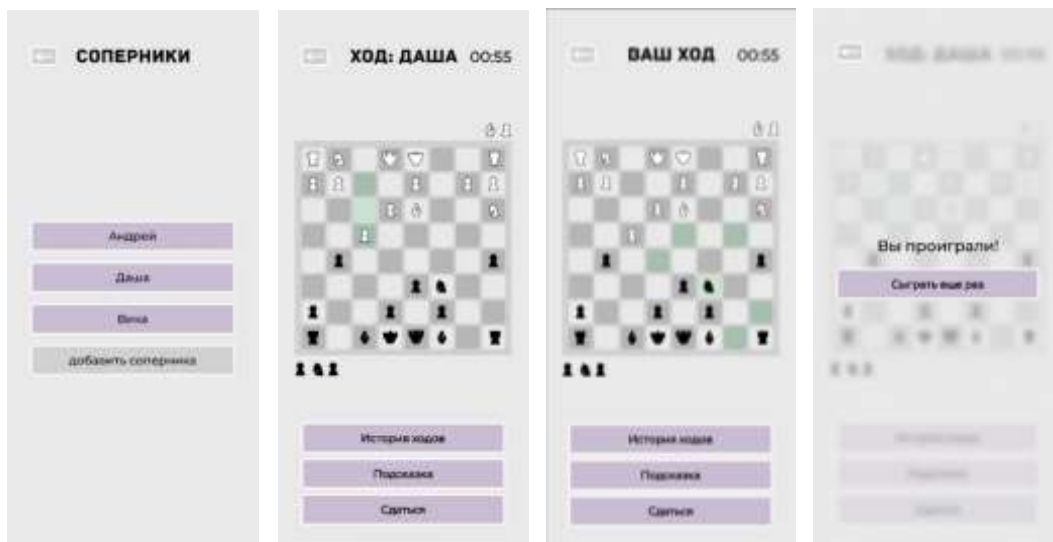 СОПЕРНИКИ
Андрей
Даша
Вика
добавить соперника
ХОД: ДАША 00:55
История ходов
Подсказка
Сдаться
ВАШ ХОД 00:55
История ходов
Подсказка
Сдаться
Вы проиграли!
Сыграть еще раз